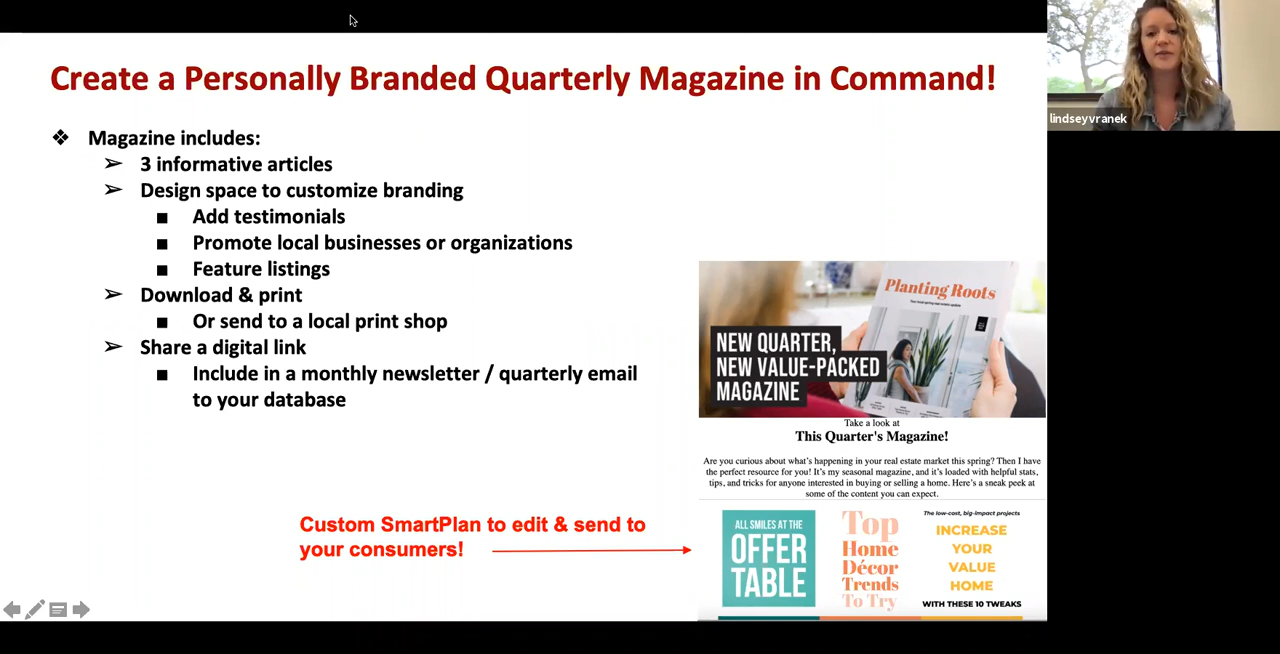 Create a Personally Branded Quarterly Magazine in Command!
lindseyvranek
❖ Magazine includes:
➢ 3 informative articles
➢ Design space to customize branding
■ Add testimonials
■ Promote local businesses or organizations
■ Feature listings
➢ Download & print
■ Or send to a local print shop
➢ Share a digital link
■ Include in a monthly newsletter / quarterly email
to your database
Planting Roots
Your local spring real estate update
NEW QUARTER,
NEW VALUE-PACKED
MAGAZINE
Take a look at
This Quarter's Magazine!
Are you curious about what's happening in your real estate market this spring? Then I have
the perfect resource for you! It's my seasonal magazine, and it's loaded with helpful stats,
tips, and tricks for anyone interested in buying or selling a home. Here's a sneak peek at
some of the content you can expect.
Custom SmartPlan to edit & send to
your consumers!
ALL SMILES AT THE
OFFER
TABLE
Top
Home
Décor
Trends
To Try
The low-cost, big-impact projects
INCREASE
YOUR
VALUE
HOME
WITH THESE 10 TWEAKS